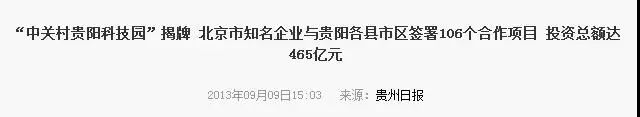 “中关村贵阳科技园”揭牌 北京市知名企业与贵阳各县市区签署106个合作项目 投资总额达
465亿元
2013年09月09日15:03 来源：贵州日报